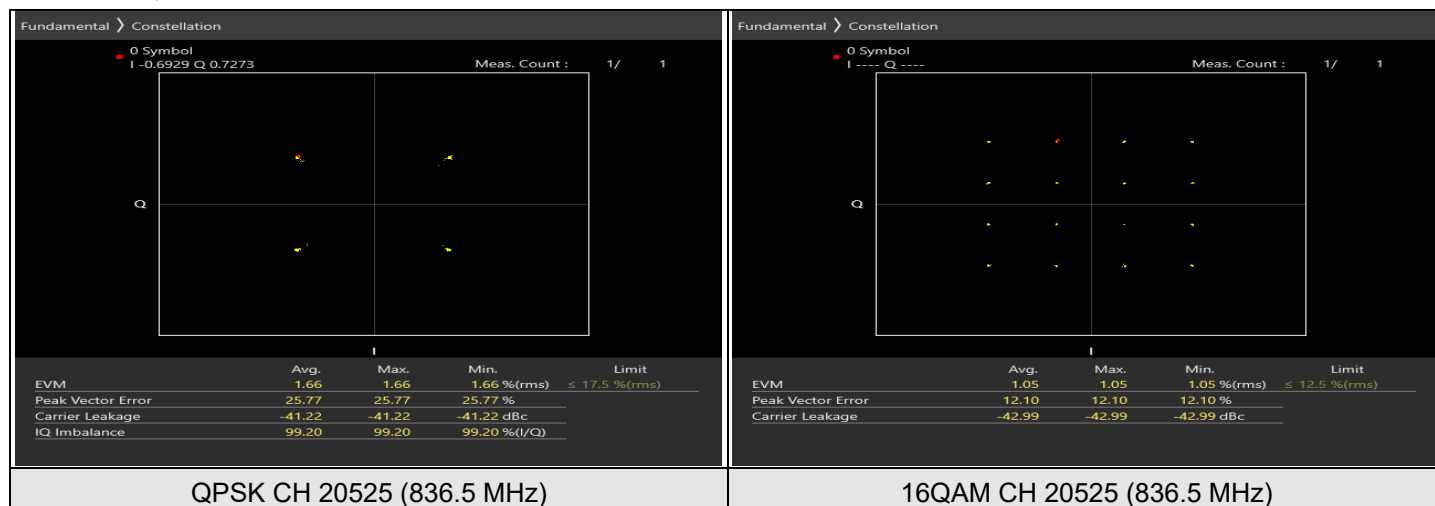 Fundamental ❯ Constellation
0 Symbol
I -0.6929 Q 0.7273
Meas. Count : 1/ 1
Q
I
Avg. Max. Min. Limit
EVM 1.66 1.66 1.66 %(rms) ≤ 17.5 %(rms)
Peak Vector Error 25.77 25.77 25.77 %
Carrier Leakage -41.22 -41.22 -41.22 dBc
IQ Imbalance 99.20 99.20 99.20 %(I/Q)
QPSK CH 20525 (836.5 MHz)
Fundamental ❯ Constellation
0 Symbol
I ---- Q ----
Meas. Count : 1/ 1
Q
I
Avg. Max. Min. Limit
EVM 1.05 1.05 1.05 %(rms) ≤ 12.5 %(rms)
Peak Vector Error 12.10 12.10 12.10 %
Carrier Leakage -42.99 -42.99 -42.99 dBc
16QAM CH 20525 (836.5 MHz)